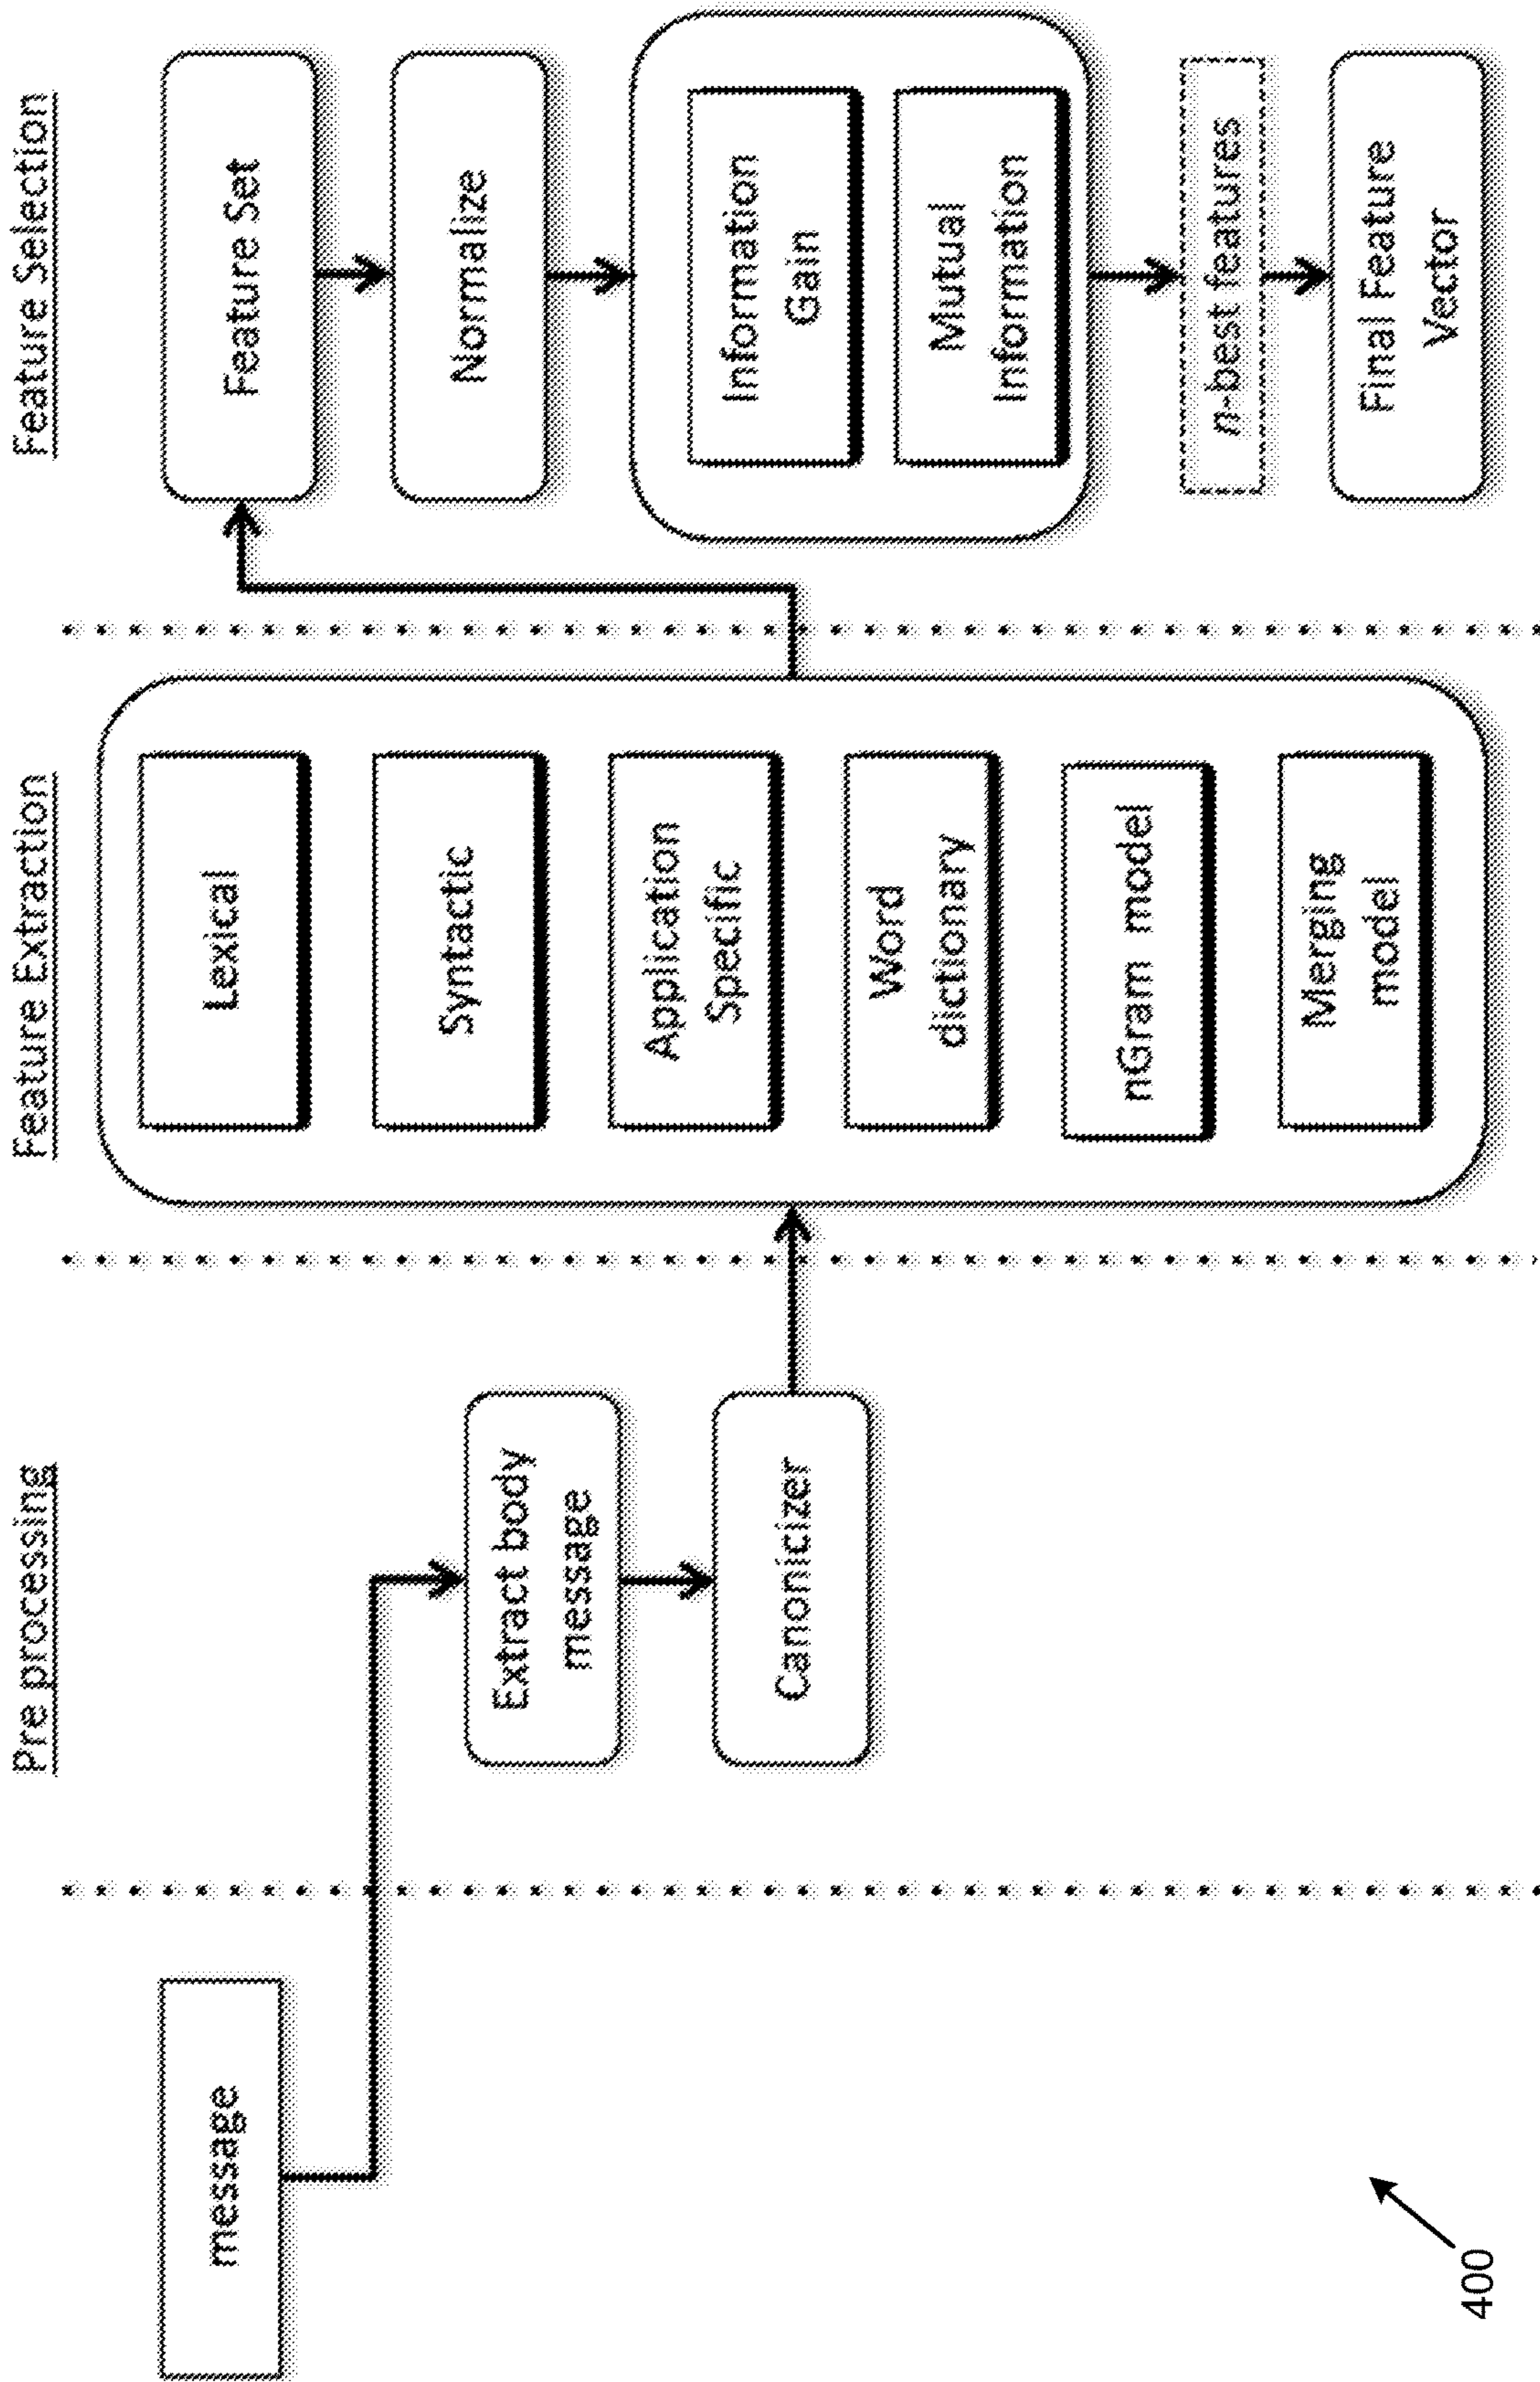 message
Pre processing
Extract body
message
Canonicizer
Feature Extraction
Lexical
Syntactic
Application
Specific
Word
dictionary
nGram model
Merging
model
Feature Selection
Feature Set
Normalize
Information
Gain
Mutual
Information
n-best features
Final Feature
Vector
400